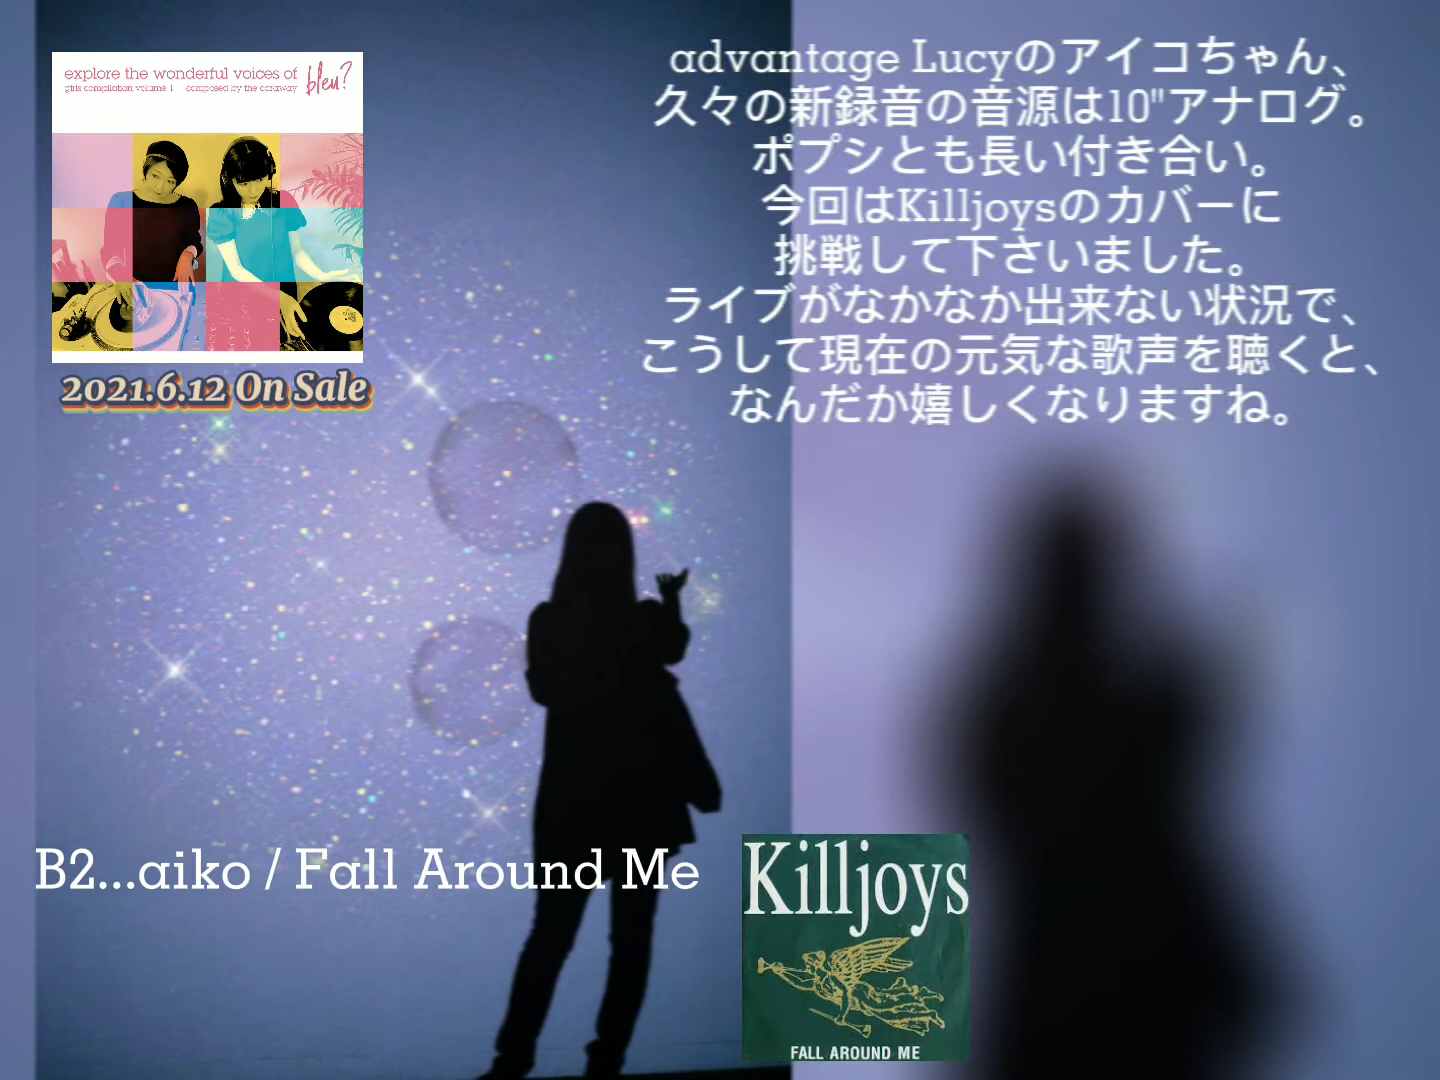 explore the wonderful voices of bleu?
girls compilation volume 1 composed by the caraway
2021.6.12 On Sale
advantage Lucyのアイコちゃん、
久々の新録音の音源は10"アナログ。
ポプシとも長い付き合い。
今回はKilljoysのカバーに
挑戦して下さいました。
ライブがなかなか出来ない状況で、
こうして現在の元気な歌声を聴くと、
なんだか嬉しくなりますね。
B2...aiko / Fall Around Me
Killjoys
FALL AROUND ME